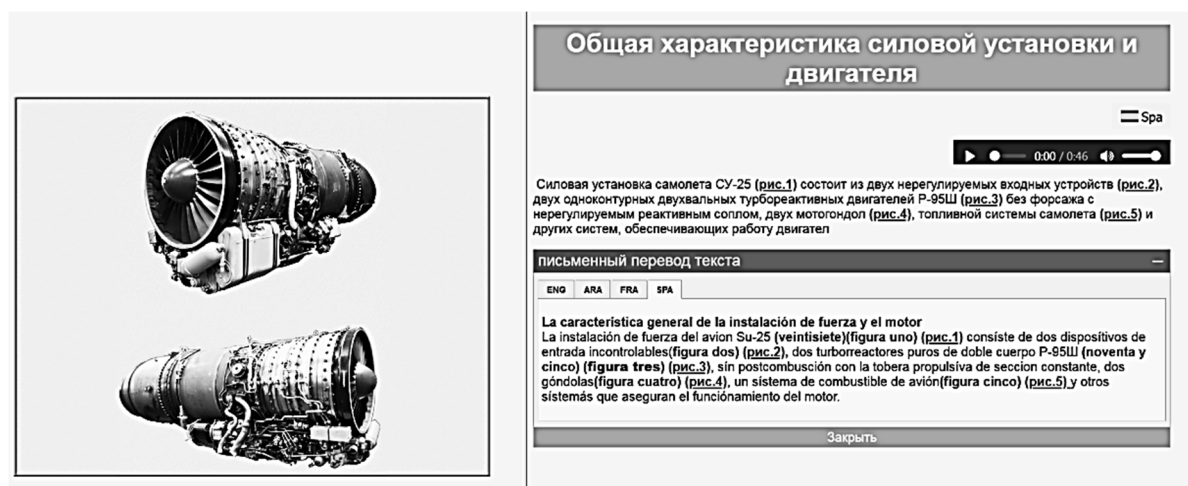 Общая характеристика силовой установки и
двигателя
Spa
0:00 / 0:46
Силовая установка самолета СУ-25 (рис.1) состоит из двух нерегулируемых входных устройств (рис.2),
двух одноконтурных двухвальных турбореактивных двигателей Р-95Ш (рис.3) без форсажа с
нерегулируемым реактивным соплом, двух мотогондол (рис.4), топливной системы самолета (рис.5) и
других систем, обеспечивающих работу двигател
письменный перевод текста
ENG ARA FRA SPA
La característica general de la instalación de fuerza y el motor
La instalación de fuerza del avion Su-25 (veintisiete)(figura uno) (рис.1) consíste de dos disposítivos de
entrada incontrolables(figura dos) (рис.2), dos turborreactores puros de doble cuerpo Р-95Ш (noventa y
cinco) (figura tres) (рис.3), sín postcombusción con la tobera propulsíva de seccion constante, dos
góndolas(figura cuatro) (рис.4), un sístema de combustible de avión(figura cinco) (рис.5) y otros
sístemás que aseguran el funciónamiento del motor.
Закрыть